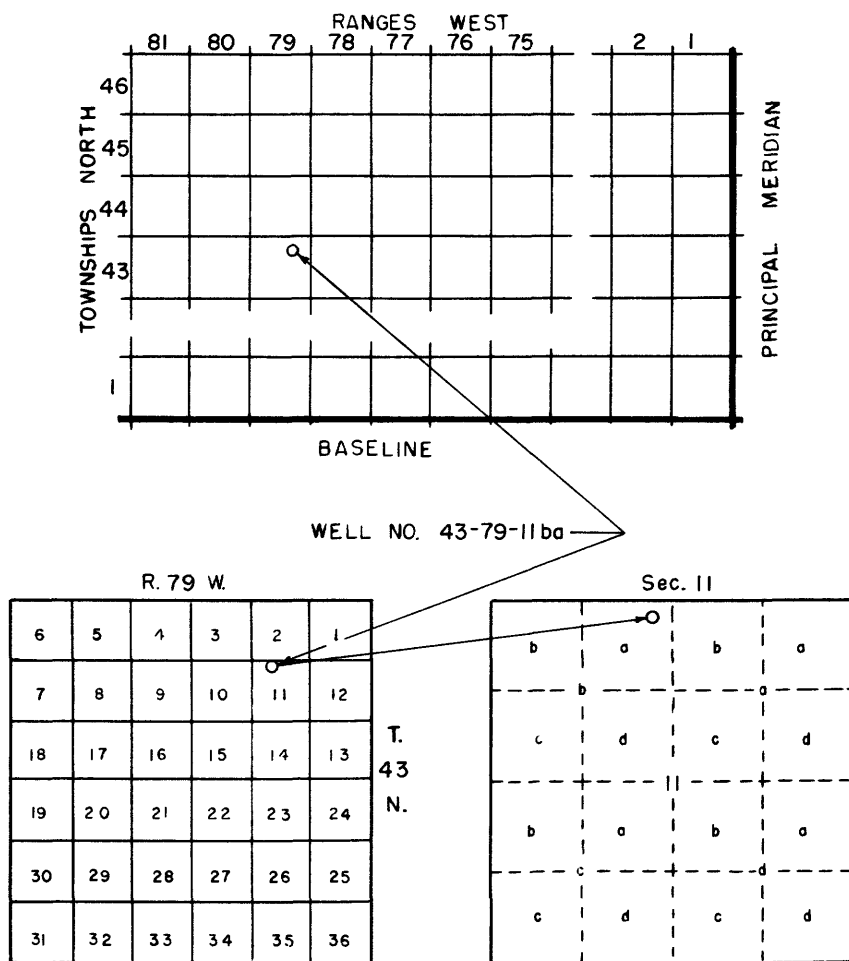 RANGES WEST
81 80 79 78 77 76 75 2 1
TOWNSHIPS NORTH
46
45
44
43
1
PRINCIPAL MERIDIAN
BASELINE
WELL NO. 43-79-11ba
R. 79 W.
6 5 4 3 2 1
7 8 9 10 11 12
18 17 16 15 14 13
19 20 21 22 23 24
30 29 28 27 26 25
31 32 33 34 35 36
T.
43
N.
Sec. 11
b a b a
b a
c d c d
11
b a b a
c d
c d c d